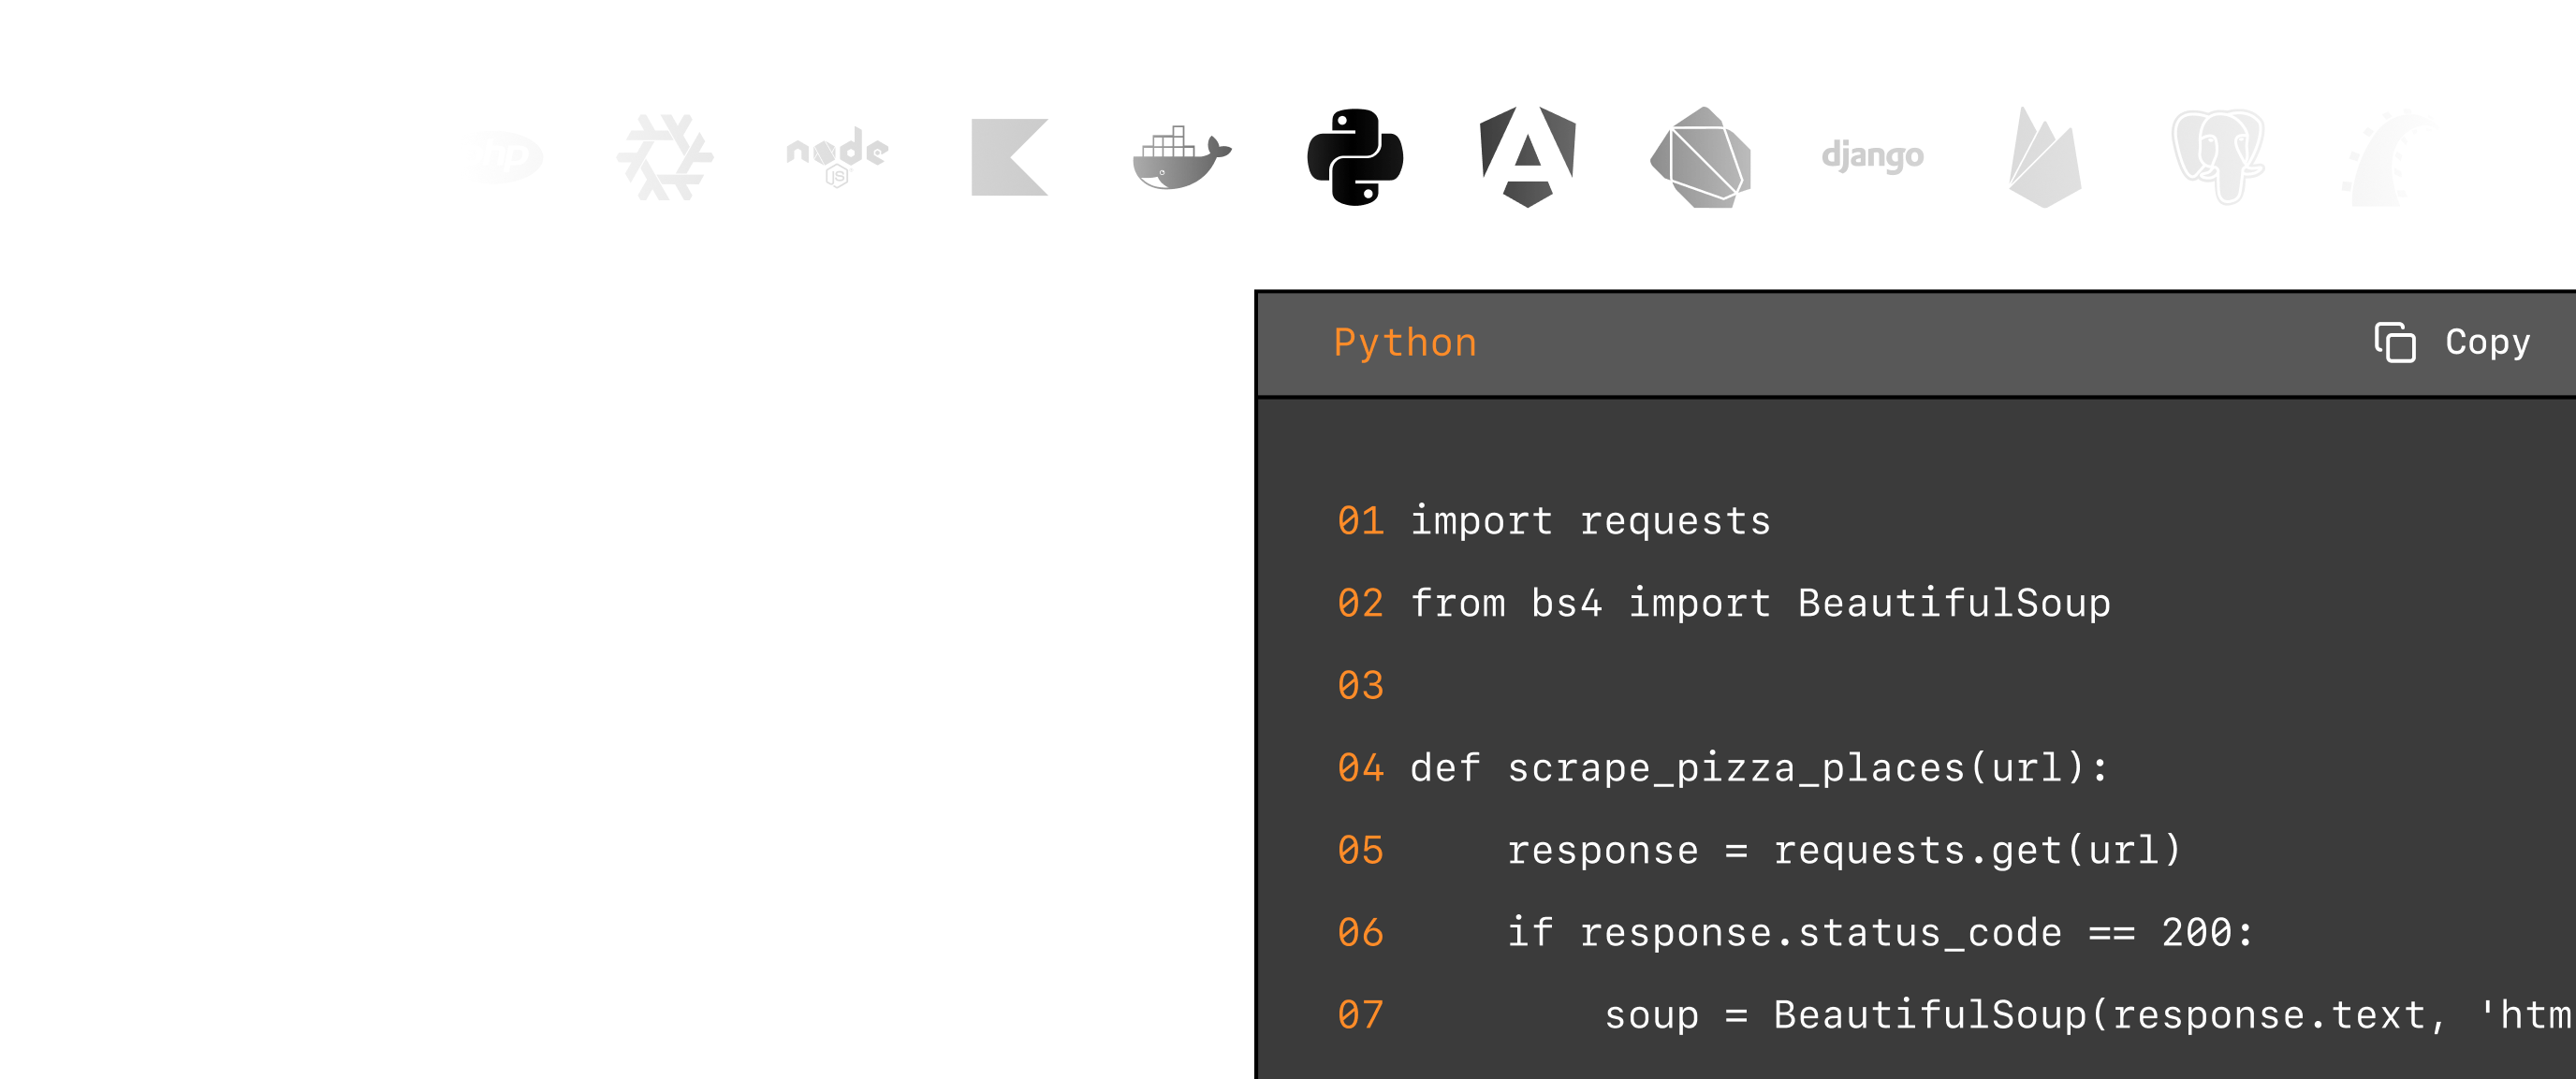 php
node
JS
django
Python
Copy
01 import requests
02 from bs4 import BeautifulSoup
03
04 def scrape_pizza_places(url):
05     response = requests.get(url)
06     if response.status_code == 200:
07         soup = BeautifulSoup(response.text, 'htm